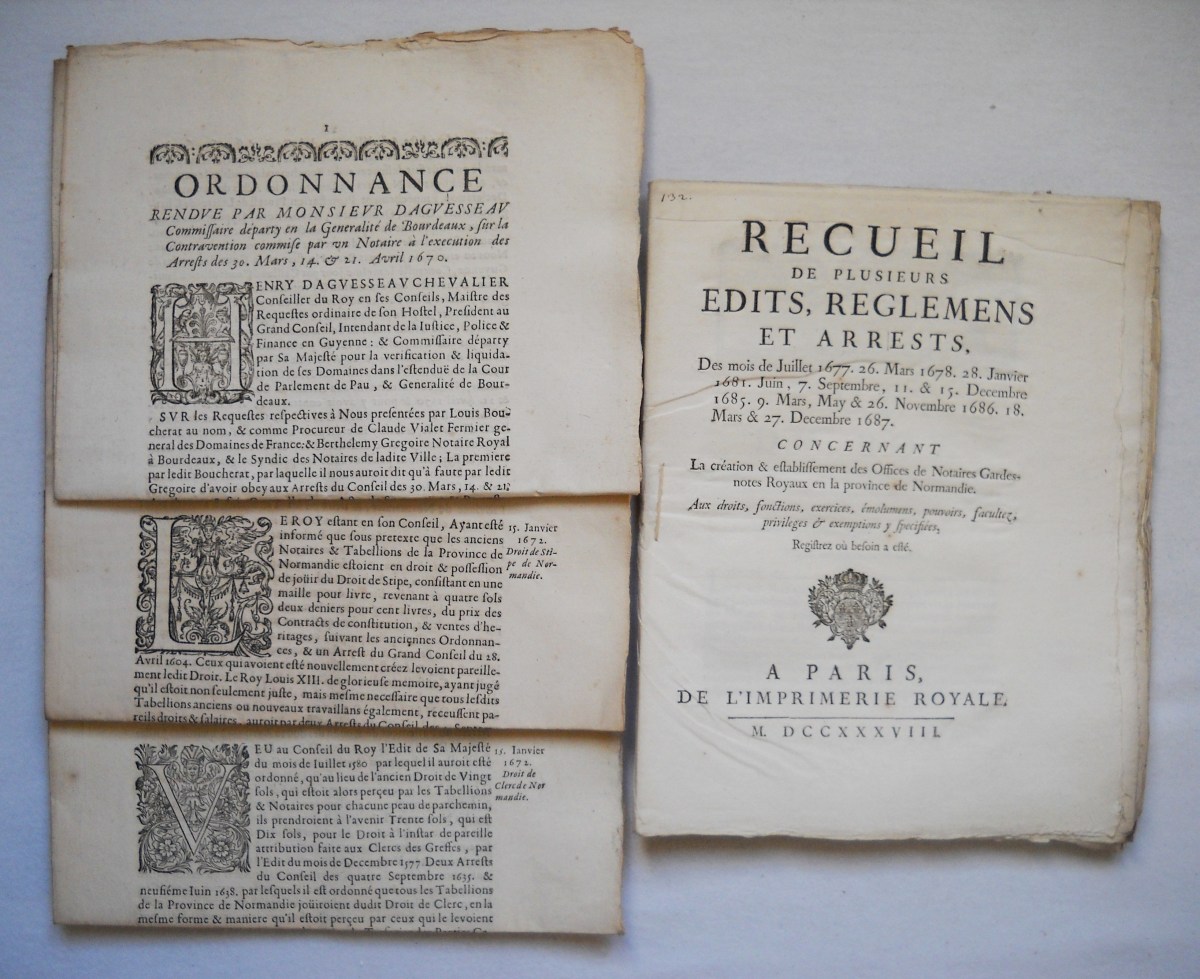 1
ORDONNANCE
RENDVE PAR MONSIEVR DAGVESSEAV
Commiſſaire départy en la Generalité de Bourdeaux, ſur la
Contravention commiſe par vn Notaire à l'execution des
Arreſts des 30. Mars, 14. & 21. Avril 1670.
HENRY DAGVESSEAV CHEVALIER
Conſeiller du Roy en ſes Conſeils, Maiſtre des
Requeſtes ordinaire de ſon Hoſtel, Preſident au
Grand Conſeil, Intendant de la Iuſtice, Police &
Finance en Guyenne: & Commiſſaire départy
par Sa Majeſté pour la verification & liquida-
tion de ſes Domaines dans l'eſtenduë de la Cour
de Parlement de Pau, & Generalité de Bour-
deaux.
SVR les Requeſtes reſpectives à Nous preſentées par Louis Bou-
cherat au nom, & comme Procureur de Claude Vialet Fermier ge-
neral des Domaines de France: & Berthelemy Gregoire Notaire Royal
à Bourdeaux, & le Syndic des Notaires de ladite Ville; La premiere
par ledit Boucherat, par laquelle il nous auroit dit qu'à faute par ledit
Gregoire d'avoir obey aux Arreſts du Conſeil des 30. Mars, 14. & 21.
LE ROY eſtant en ſon Conſeil, Ayant eſté
informé que ſous pretexte que les anciens
Notaires & Tabellions de la Province de
Normandie eſtoient en droit & poſſeſſion
de joüir du Droit de Stipe, conſiſtant en une
maille pour livre, revenant à quatre ſols
deux deniers pour cent livres, du prix des
Contracts de conſtitution, & ventes d'he-
ritages, ſuivant les anciennes Ordonnan-
ces, & un Arreſt du Grand Conſeil du 28.
Avril 1604. Ceux qui avoient eſté nouvellement créez levoient pareille-
ment ledit Droit. Le Roy Louis XIII. de glorieuſe memoire, ayant jugé
qu'il eſtoit non ſeulement juſte, mais meſme neceſſaire que tous leſdits
Tabellions anciens ou nouveaux travaillans également, receuſſent pa-
reils droits & ſalaires, auroit par deux Arreſts du Conſeil des
15. Janvier
1672.
Droit de Sti-
pe de Nor-
mandie.
VEU au Conſeil du Roy l'Edit de Sa Majeſté
du mois de Iuillet 1580 par lequel il auroit eſté
ordonné, qu'au lieu de l'ancien Droit de Vingt
ſols, qui eſtoit alors perçeu par les Tabellions
& Notaires pour chacune peau de parchemin,
ils prendroient à l'avenir Trente ſols, qui eſt
Dix ſols, pour le Droit à l'inſtar de pareille
attribution faite aux Clercs des Greffes, par
l'Edit du mois de Decembre 1577 Deux Arreſts
du Conſeil des quatre Septembre 1635. &
neufiéme Iuin 1638. par leſquels il eſt ordonné que tous les Tabellions
de la Province de Normandie joüiroient dudit Droit de Clerc, en la
meſme forme & maniere qu'il eſtoit perçeu par ceux qui le levoient
15. Janvier
1672.
Droit de
Clerc de Nor
mandie.
132.
RECUEIL
DE PLUSIEURS
EDITS, REGLEMENS
ET ARRESTS,
Des mois de Juillet 1677. 26. Mars 1678. 28. Janvier
1681. Juin, 7. Septembre, 11. & 15. Decembre
1685. 9. Mars, May & 26. Novembre 1686. 18.
Mars & 27. Decembre 1687.
CONCERNANT
La création & eſtabliſſement des Offices de Notaires Gardes-
notes Royaux en la province de Normandie.
Aux droits, fonctions, exercices, émolumens, pouvoirs, facultez,
privileges & exemptions y ſpecifiées,
Regiſtrez où beſoin a eſté.
A PARIS,
DE L'IMPRIMERIE ROYALE.
M. DCCXXXVIII.